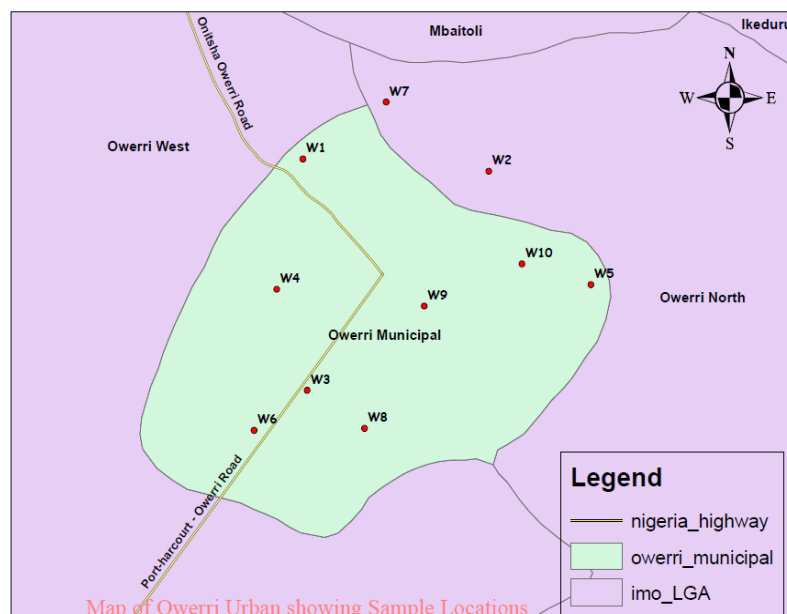 Mbaitoli
Ikeduru
Onitsha Owerri Road
N
W
E
S
W7
Owerri West
W1
W2
W10
W4
W5
W9
Owerri North
Owerri Municipal
W3
W6
W8
Port-harcourt - Owerri Road
Legend
nigeria_highway
owerri_municipal
imo_LGA
Map of Owerri Urban showing Sample Locations